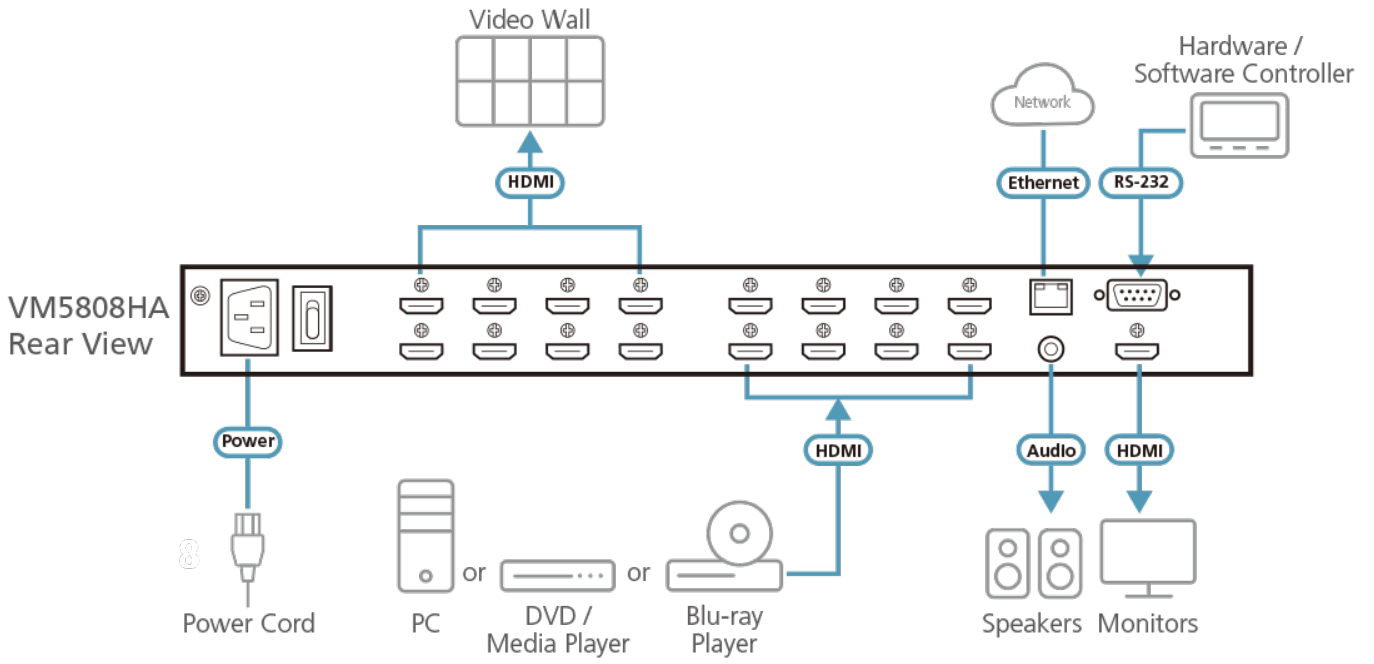 Video Wall
Hardware /
Software Controller
Network
HDMI
Ethernet
RS-232
VM5808HA
Rear View
Power
HDMI
Audio
HDMI
8
or
or
Power Cord
PC
DVD /
Media Player
Blu-ray
Player
Speakers
Monitors